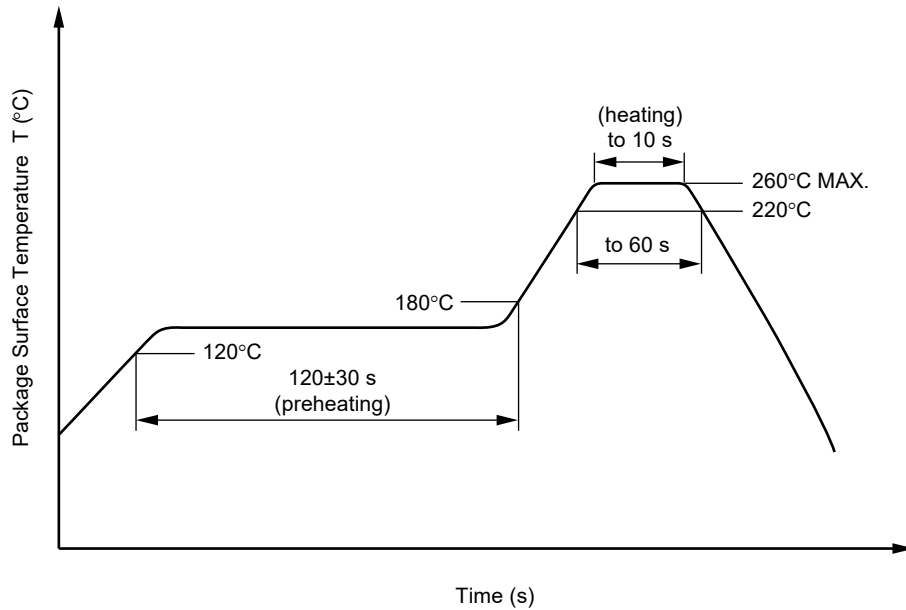 (heating)
to 10 s
260°C MAX.
220°C
to 60 s
180°C
120°C
120±30 s
(preheating)
Package Surface Temperature T (°C)
Time (s)